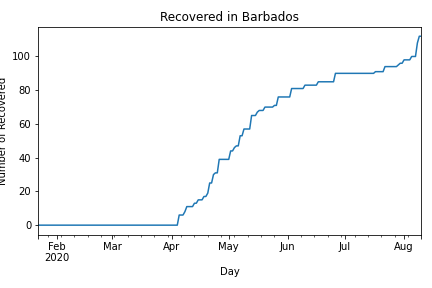 Recovered in Barbados
Number of Recovered
100
80
60
40
20
0
Feb
2020
Mar
Apr
May
Jun
Jul
Aug
Day